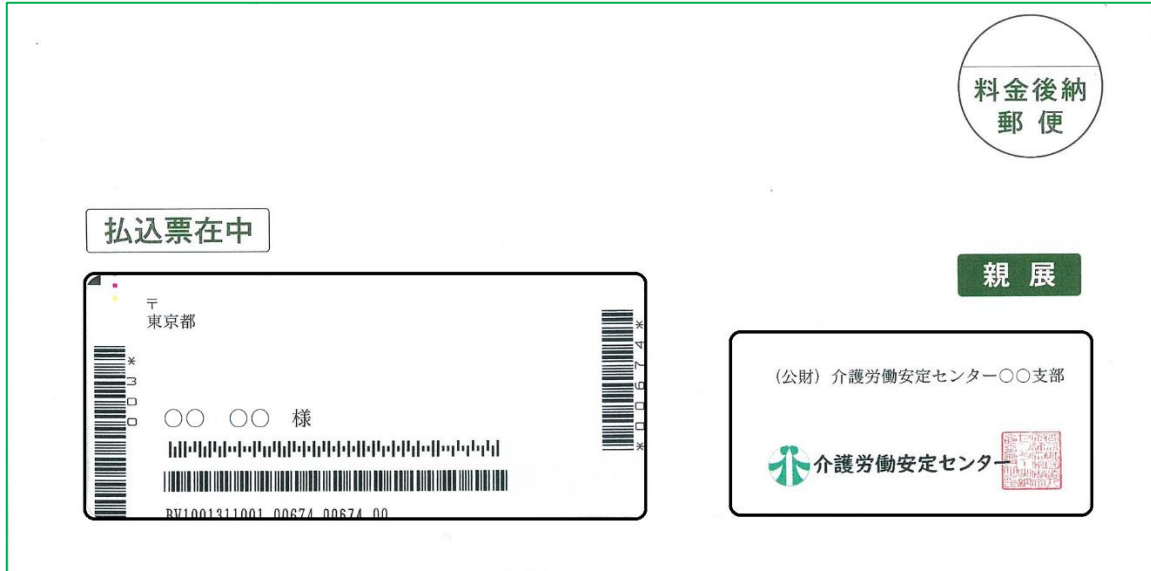 料金後納
郵便
払込票在中
親展
〒
東京都
○○ ○○ 様
*00674*
(公財)介護労働安定センター○○支部
介護労働安定センター